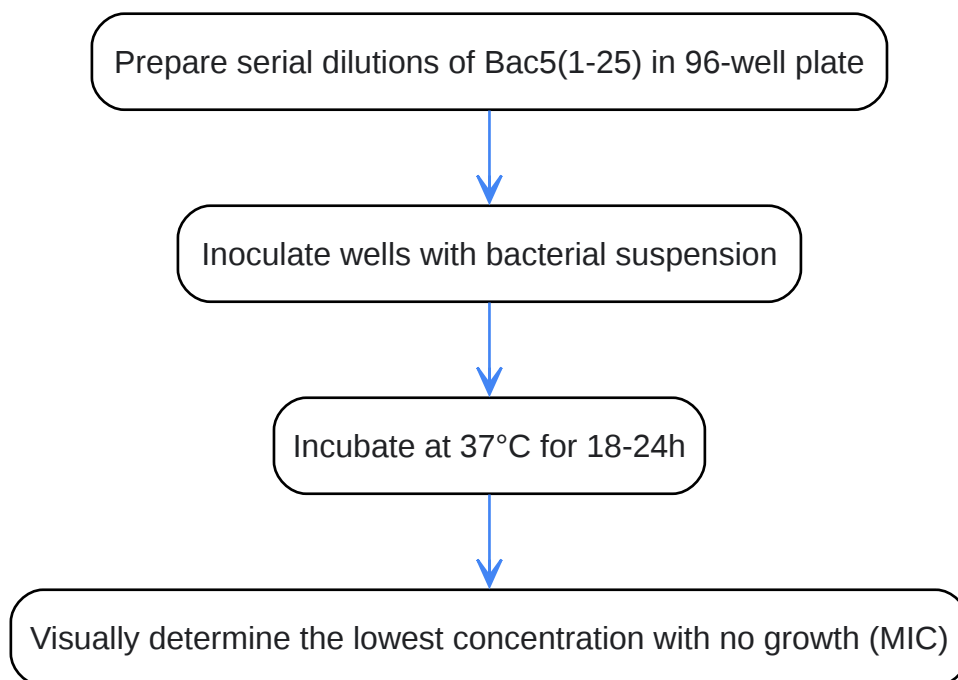 Prepare serial dilutions of Bac5(1-25) in 96-well plate
Inoculate wells with bacterial suspension
Incubate at 37°C for 18-24h
Visually determine the lowest concentration with no growth (MIC)